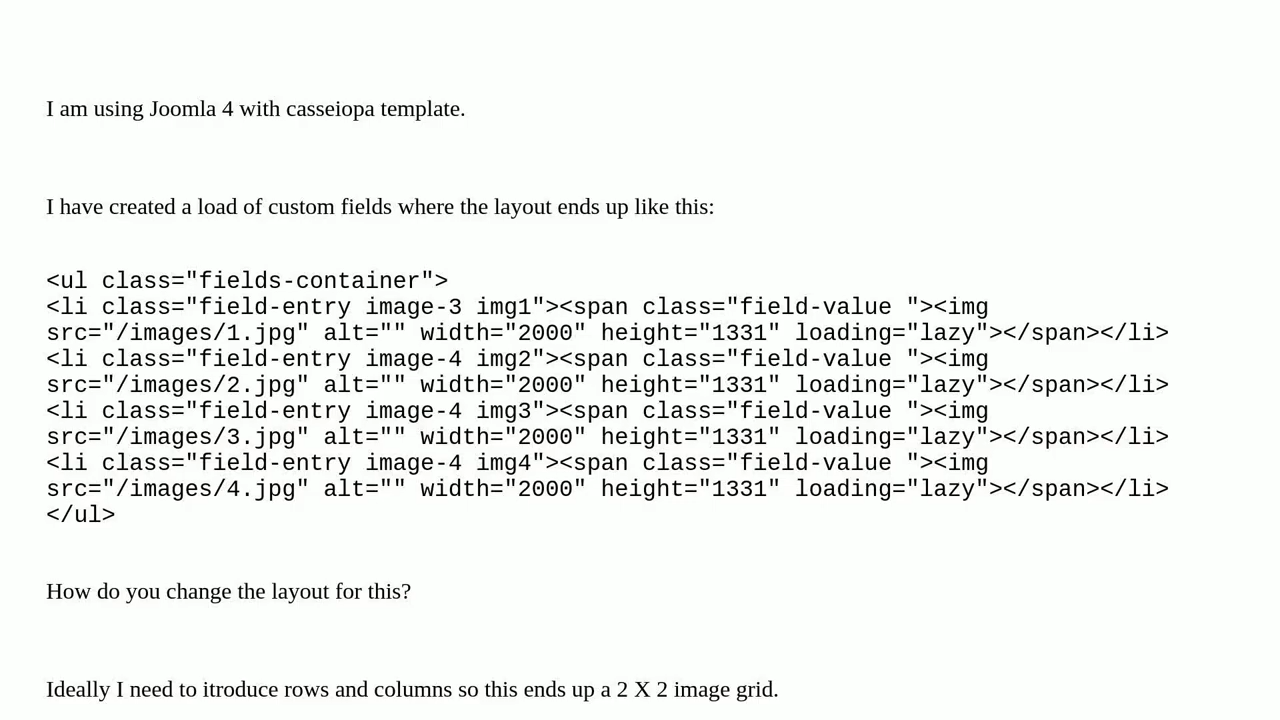 I am using Joomla 4 with casseiopa template.
I have created a load of custom fields where the layout ends up like this:
<ul class="fields-container">
<li class="field-entry image-3 img1"><span class="field-value "><img
src="/images/1.jpg" alt="" width="2000" height="1331" loading="lazy"></span></li>
<li class="field-entry image-4 img2"><span class="field-value "><img
src="/images/2.jpg" alt="" width="2000" height="1331" loading="lazy"></span></li>
<li class="field-entry image-4 img3"><span class="field-value "><img
src="/images/3.jpg" alt="" width="2000" height="1331" loading="lazy"></span></li>
<li class="field-entry image-4 img4"><span class="field-value "><img
src="/images/4.jpg" alt="" width="2000" height="1331" loading="lazy"></span></li>
</ul>
How do you change the layout for this?
Ideally I need to itroduce rows and columns so this ends up a 2 X 2 image grid.